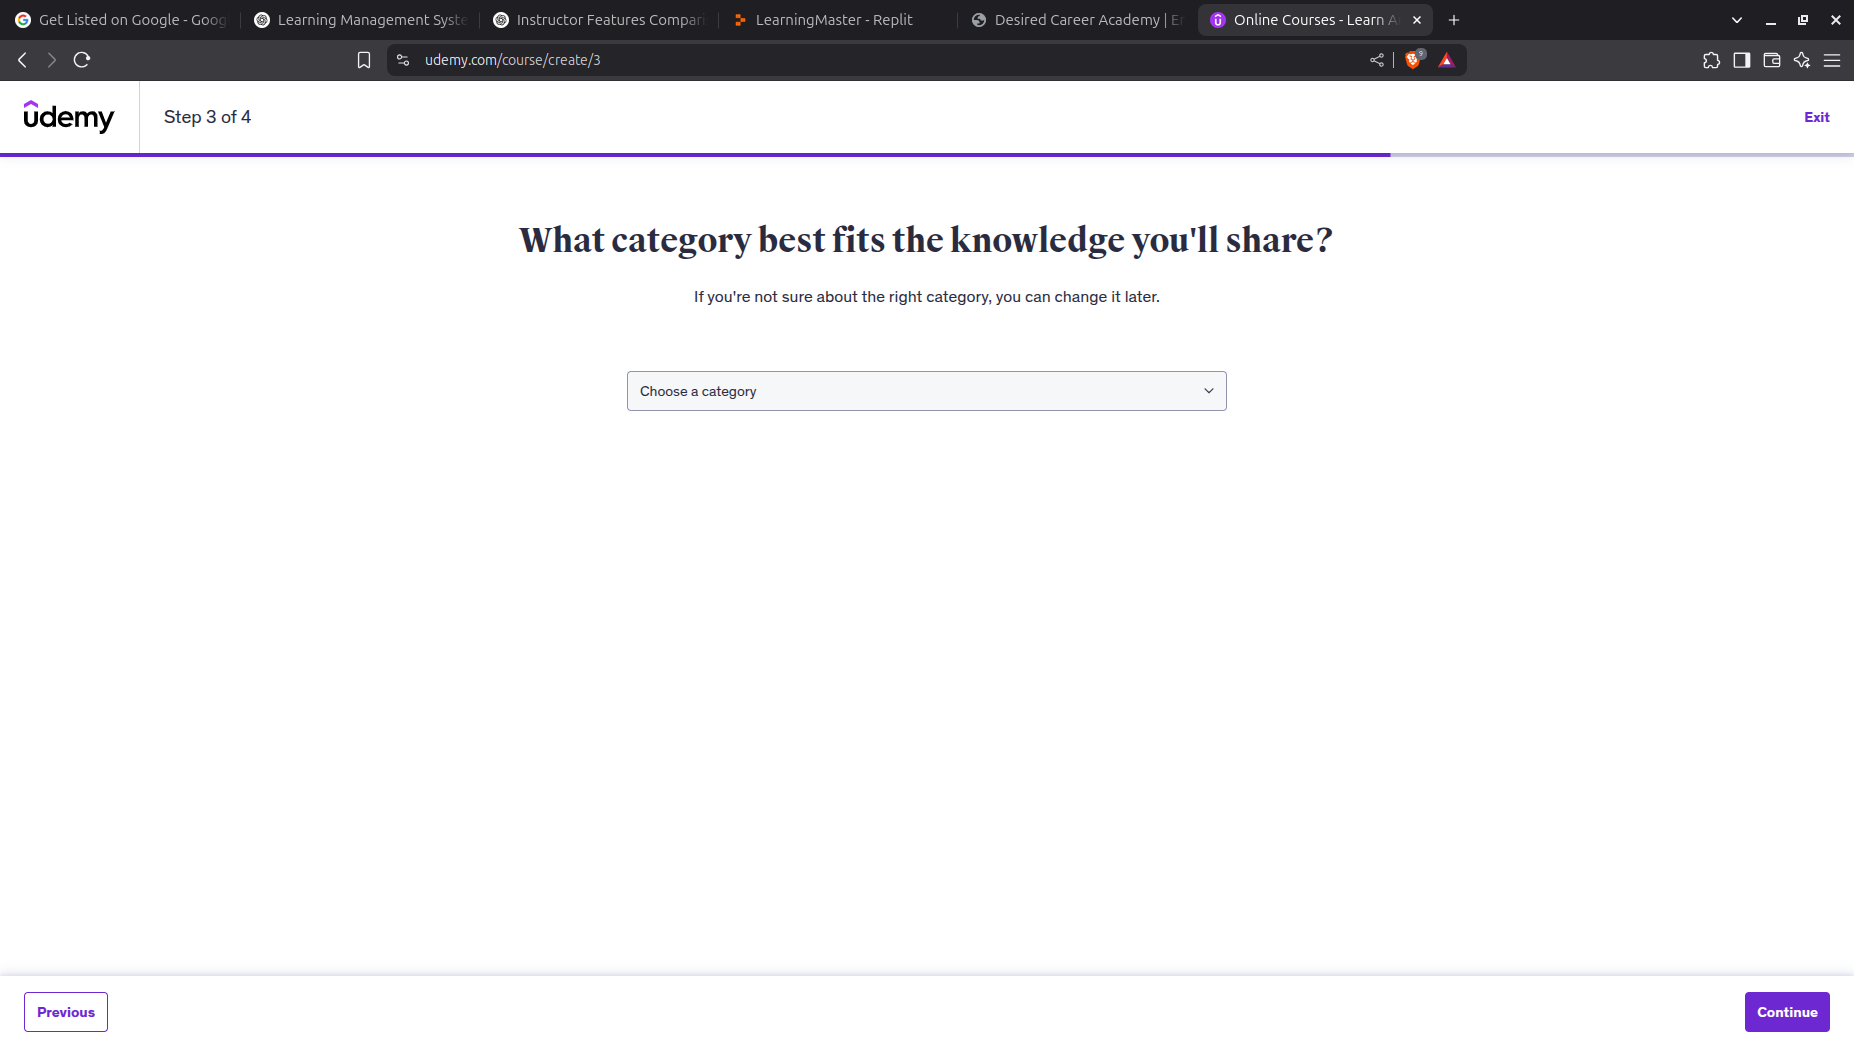 Get Listed on Google - Goog
Learning Management Syste
Instructor Features Compari
LearningMaster - Replit
Desired Career Academy | En
Online Courses - Learn A
udemy.com/course/create/3
9
udemy
Step 3 of 4
Exit
What category best fits the knowledge you'll share?
If you're not sure about the right category, you can change it later.
Choose a category
Previous
Continue